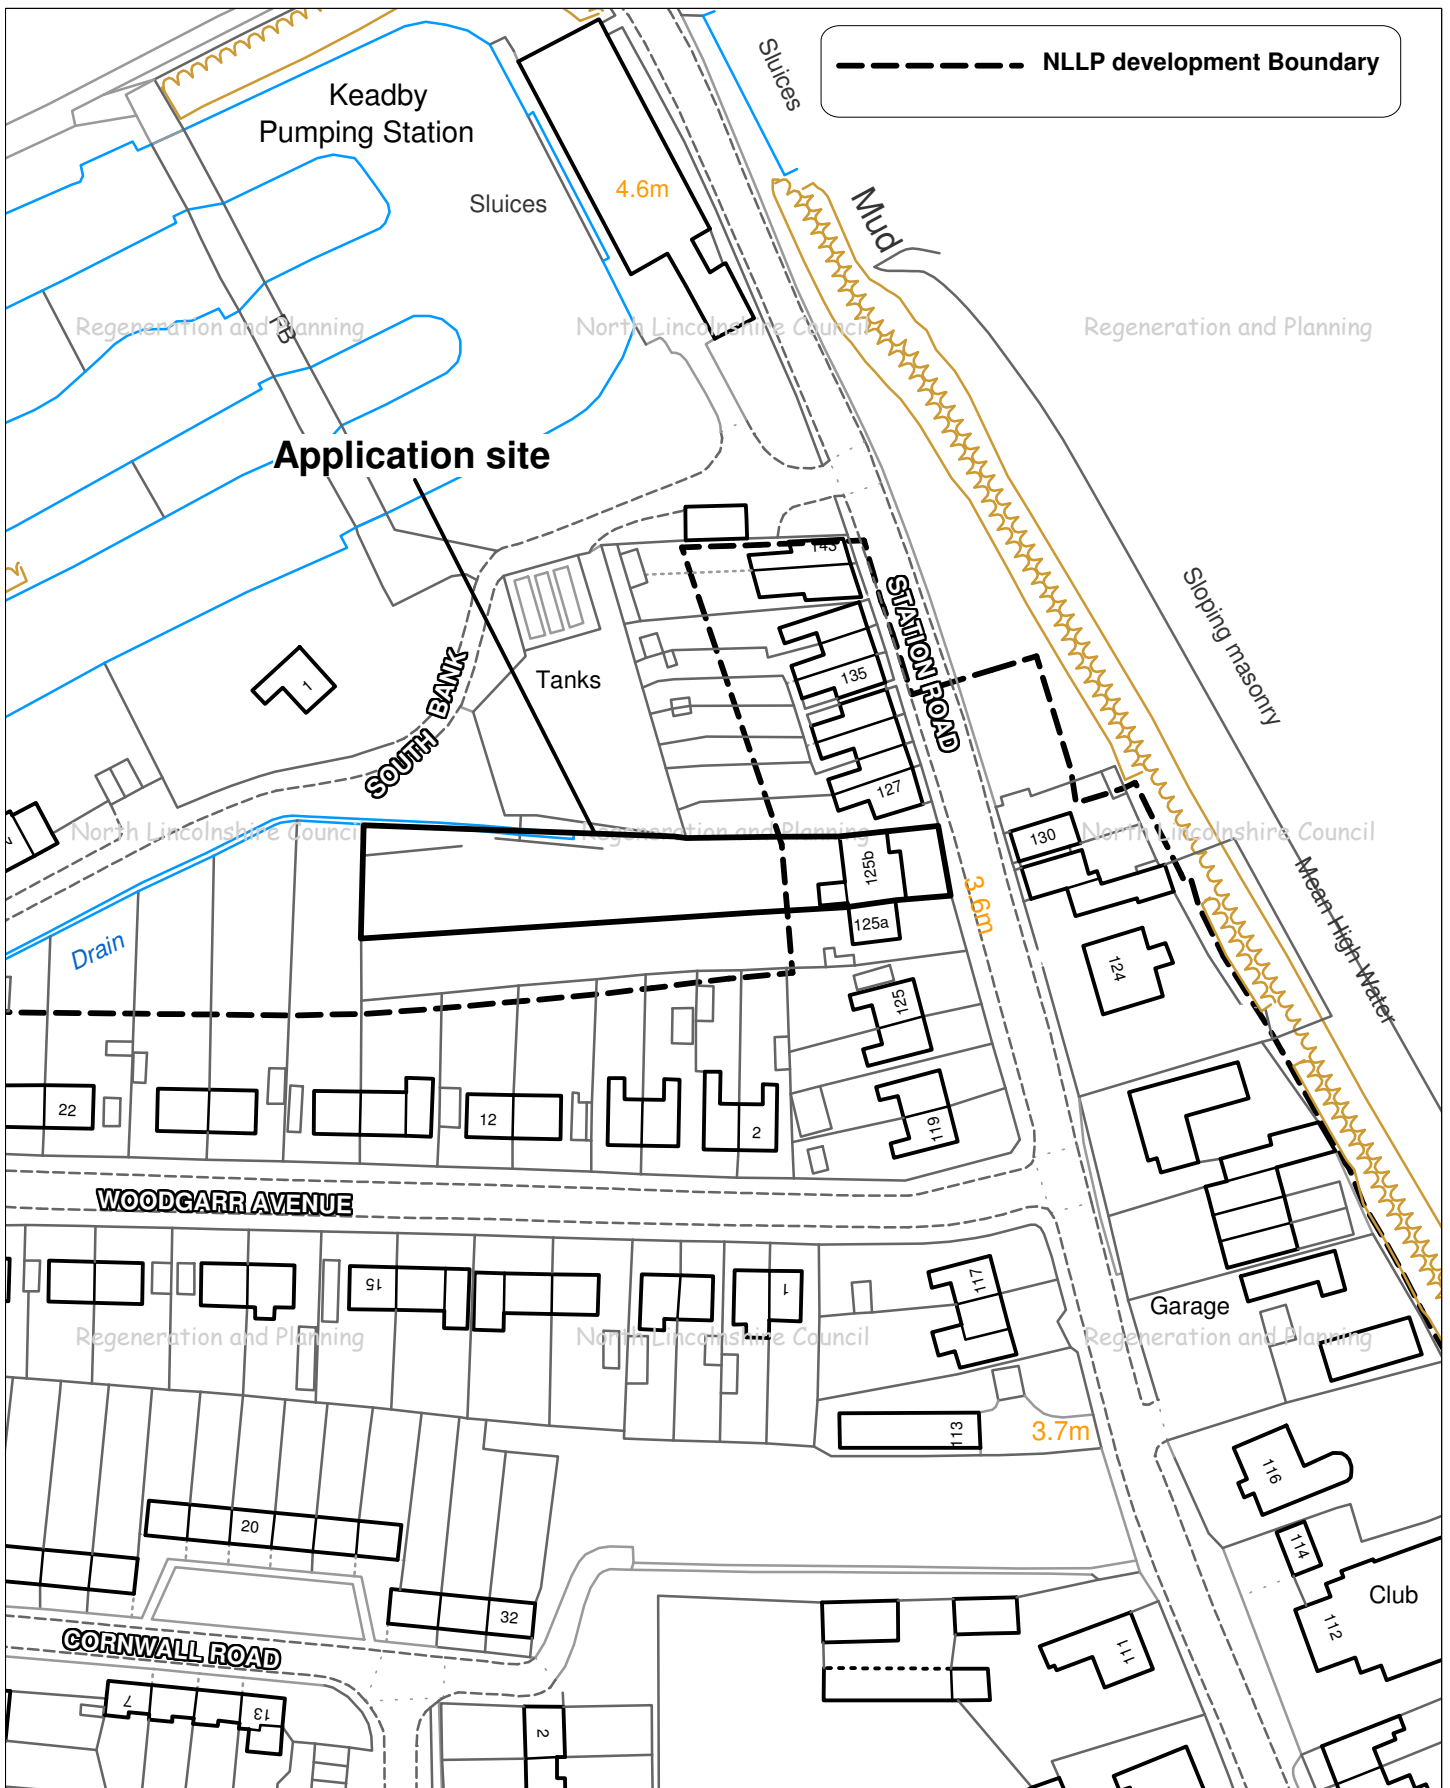 NLLP development Boundary
Sluices
Keadby
Pumping Station
4.6m
Sluices
Mud
Regeneration and Planning
North Lincolnshire Council
Regeneration and Planning
FB
Application site
143
STATION ROAD
Sloping masonry
Tanks
135
1
SOUTH BANK
127
North Lincolnshire Council
Regeneration and Planning
North Lincolnshire Council
130
125b
3.6m
Mean High Water
125a
Drain
124
125
22
12
2
119
WOODGARR AVENUE
15
1
117
Garage
Regeneration and Planning
North Lincolnshire Council
Regeneration and Planning
113
3.7m
116
20
114
Club
32
112
CORNWALL ROAD
111
7
13
2